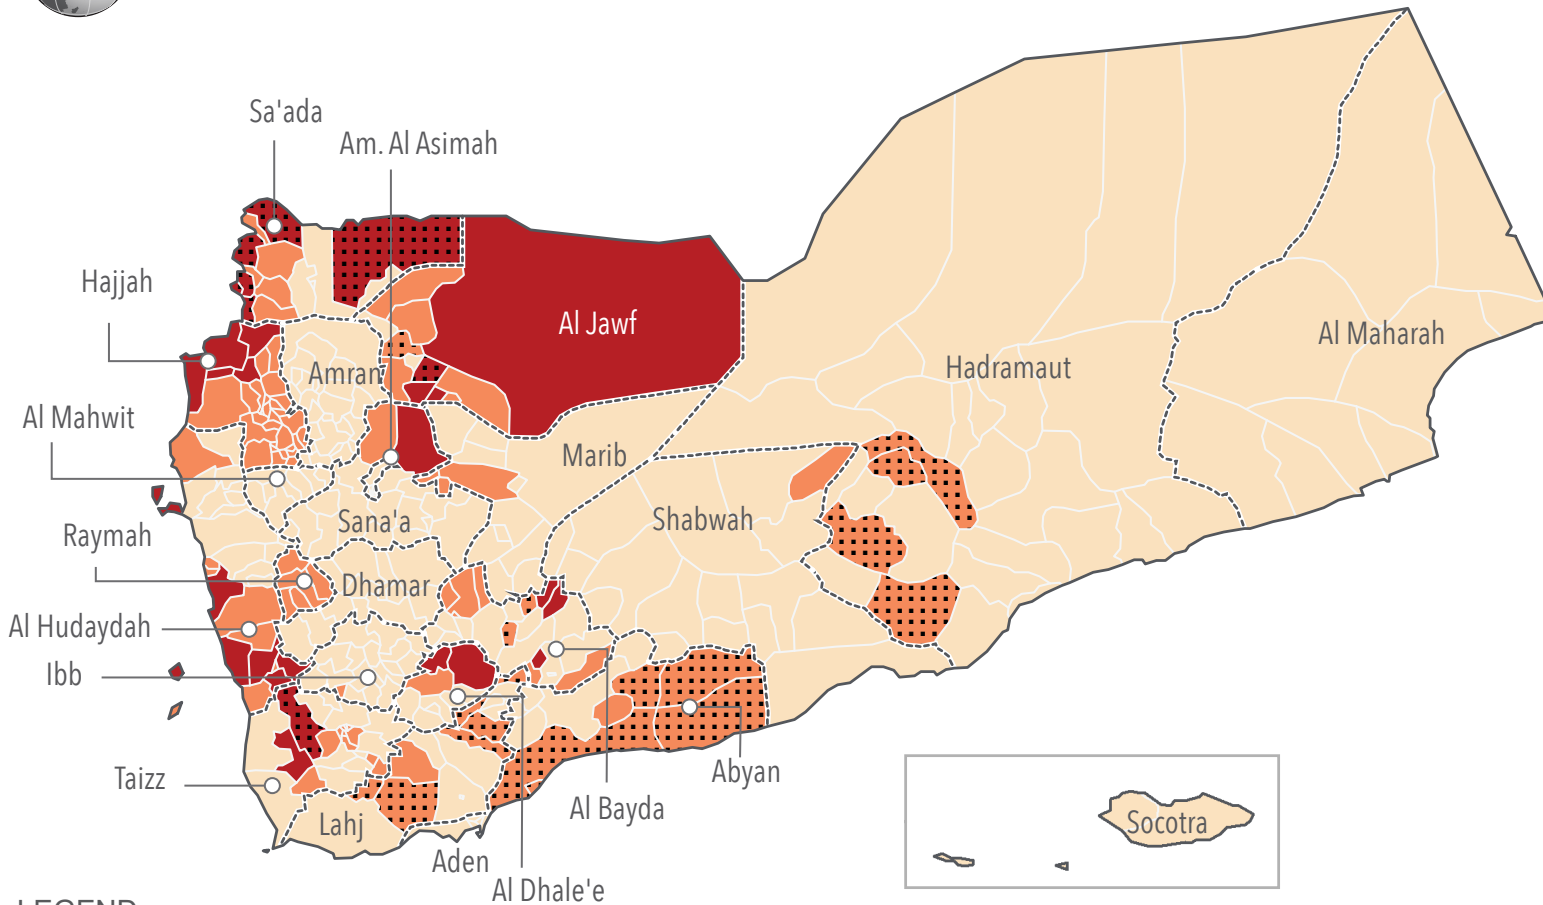 Sa'ada
Am. Al Asimah
Hajjah
Al Jawf
Al Maharah
Hadramaut
Amran
Al Mahwit
Marib
Shabwah
Sana'a
Raymah
Dhamar
Al Hudaydah
Ibb
Abyan
Taizz
Al Bayda
Lahj
Socotra
Aden
Al Dhale'e
LEGEND